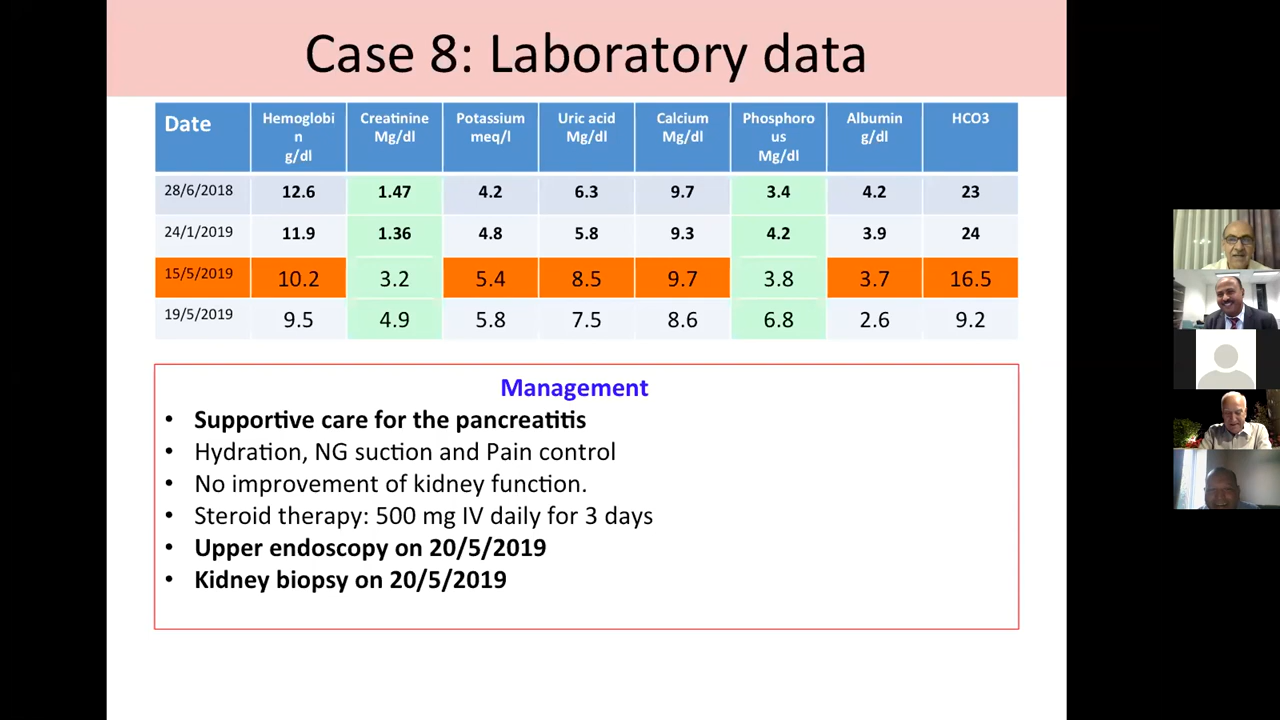 Case 8: Laboratory data
Date Hemoglobi n g/dl Creatinine Mg/dl Potassium meq/l Uric acid Mg/dl Calcium Mg/dl Phosphoro us Mg/dl Albumin g/dl HCO3
28/6/2018 12.6 1.47 4.2 6.3 9.7 3.4 4.2 23
24/1/2019 11.9 1.36 4.8 5.8 9.3 4.2 3.9 24
15/5/2019 10.2 3.2 5.4 8.5 9.7 3.8 3.7 16.5
19/5/2019 9.5 4.9 5.8 7.5 8.6 6.8 2.6 9.2
Management
• Supportive care for the pancreatitis
• Hydration, NG suction and Pain control
• No improvement of kidney function.
• Steroid therapy: 500 mg IV daily for 3 days
• Upper endoscopy on 20/5/2019
• Kidney biopsy on 20/5/2019